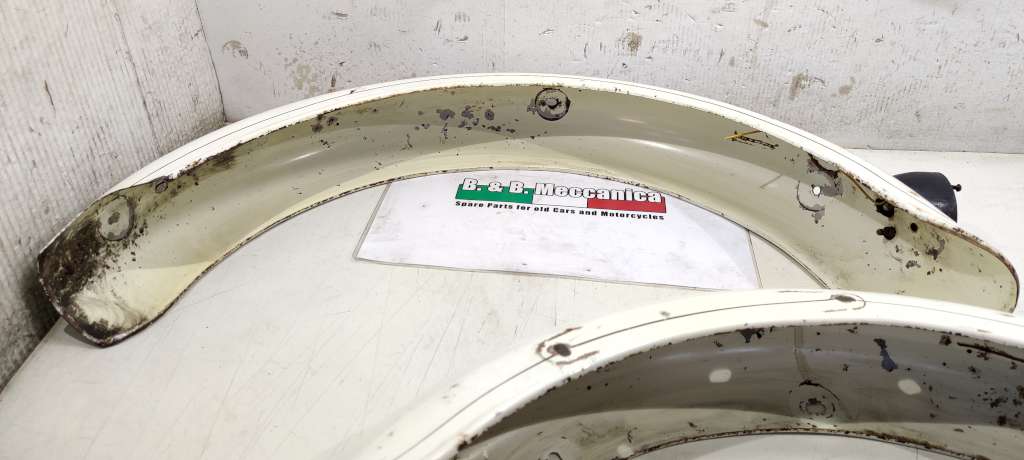 B. & B. Meccanica
Spare Parts for old Cars and Motorcycles